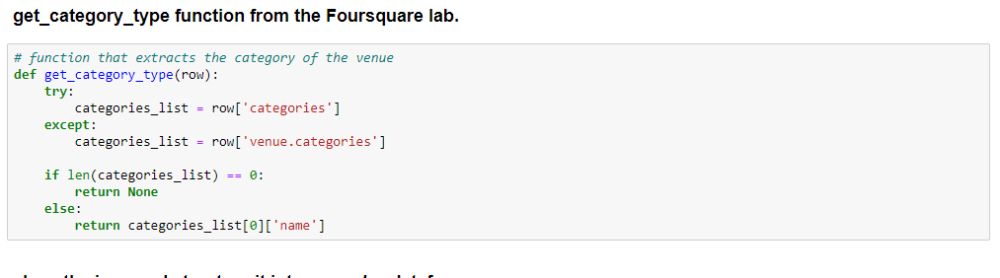 get_category_type function from the Foursquare lab.
# function that extracts the category of the venue
def get_category_type(row):
    try:
        categories_list = row['categories']
    except:
        categories_list = row['venue.categories']

    if len(categories_list) == 0:
        return None
    else:
        return categories_list[0]['name']